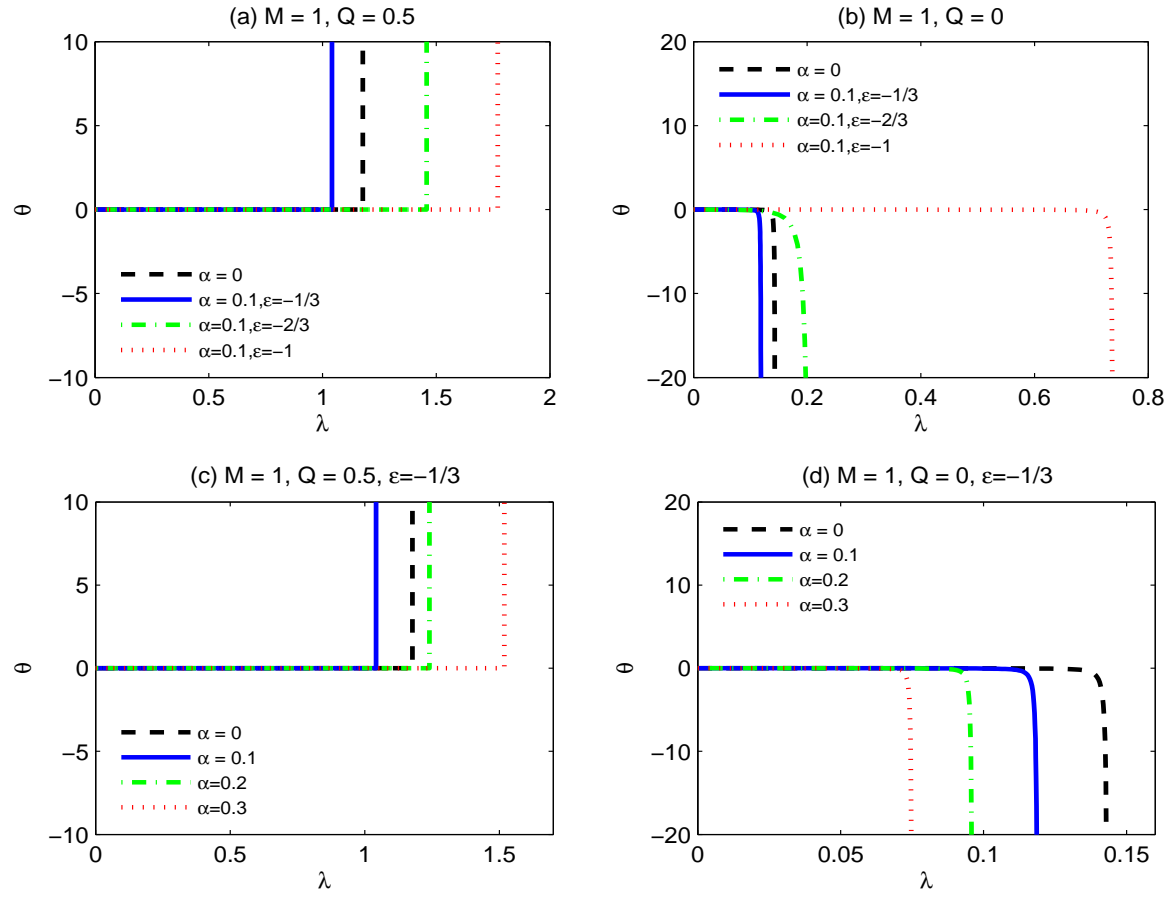 (a) M = 1, Q = 0.5
10
5
0
−5
−10
θ
α = 0
α = 0.1,ε=−1/3
α=0.1,ε=−2/3
α=0.1,ε=−1
0
0.5
1
1.5
2
λ
(b) M = 1, Q = 0
20
10
0
−10
−20
θ
α = 0
α = 0.1,ε=−1/3
α=0.1,ε=−2/3
α=0.1,ε=−1
0
0.2
0.4
0.6
0.8
λ
(c) M = 1, Q = 0.5, ε=−1/3
10
5
0
−5
−10
θ
α = 0
α = 0.1
α=0.2
α=0.3
0
0.5
1
1.5
λ
(d) M = 1, Q = 0, ε=−1/3
20
10
0
−10
−20
θ
α = 0
α = 0.1
α=0.2
α=0.3
0
0.05
0.1
0.15
λ